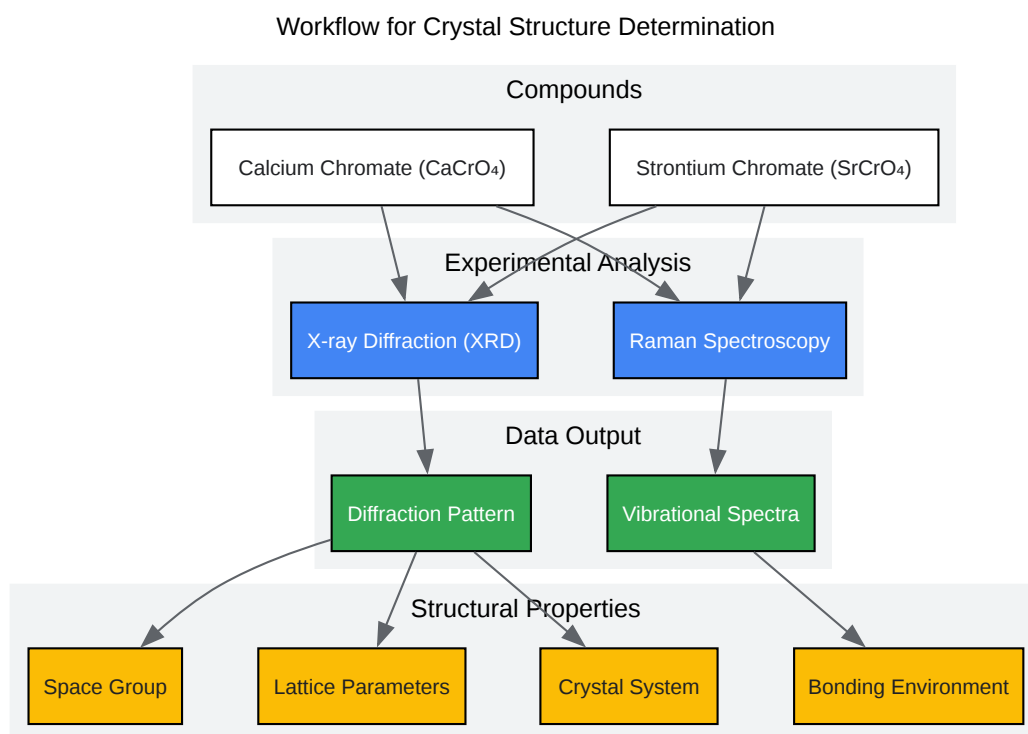 Workflow for Crystal Structure Determination
Compounds
Calcium Chromate (CaCrO₄)
Strontium Chromate (SrCrO₄)
Experimental Analysis
X-ray Diffraction (XRD)
Raman Spectroscopy
Data Output
Diffraction Pattern
Vibrational Spectra
Structural Properties
Space Group
Lattice Parameters
Crystal System
Bonding Environment